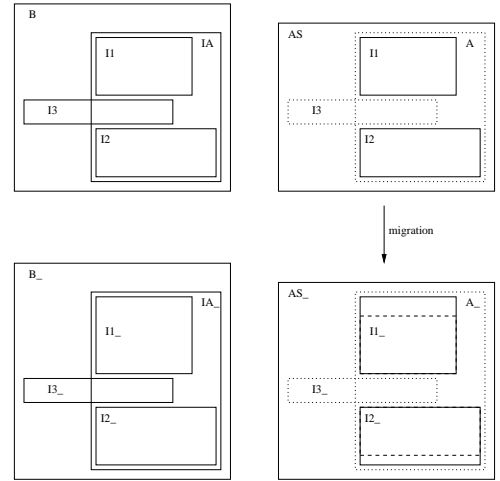 B
IA
I1
I3
I2
AS
A
I1
I3
I2
migration
B_
IA_
I1_
I3_
I2_
AS_
A_
I1_
I3_
I2_